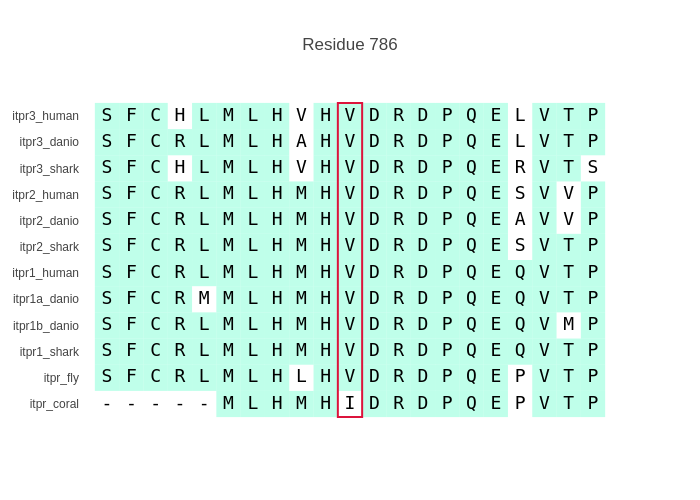 Residue 786
itpr3_human S F C H L M L H V H V D R D P Q E L V T P
itpr3_danio S F C R L M L H A H V D R D P Q E L V T P
itpr3_shark S F C H L M L H V H V D R D P Q E R V T S
itpr2_human S F C R L M L H M H V D R D P Q E S V V P
itpr2_danio S F C R L M L H M H V D R D P Q E A V V P
itpr2_shark S F C R L M L H M H V D R D P Q E S V T P
itpr1_human S F C R L M L H M H V D R D P Q E Q V T P
itpr1a_danio S F C R M M L H M H V D R D P Q E Q V T P
itpr1b_danio S F C R L M L H M H V D R D P Q E Q V M P
itpr1_shark S F C R L M L H M H V D R D P Q E Q V T P
itpr_fly S F C R L M L H L H V D R D P Q E P V T P
itpr_coral - - - - - M L H M H I D R D P Q E P V T P